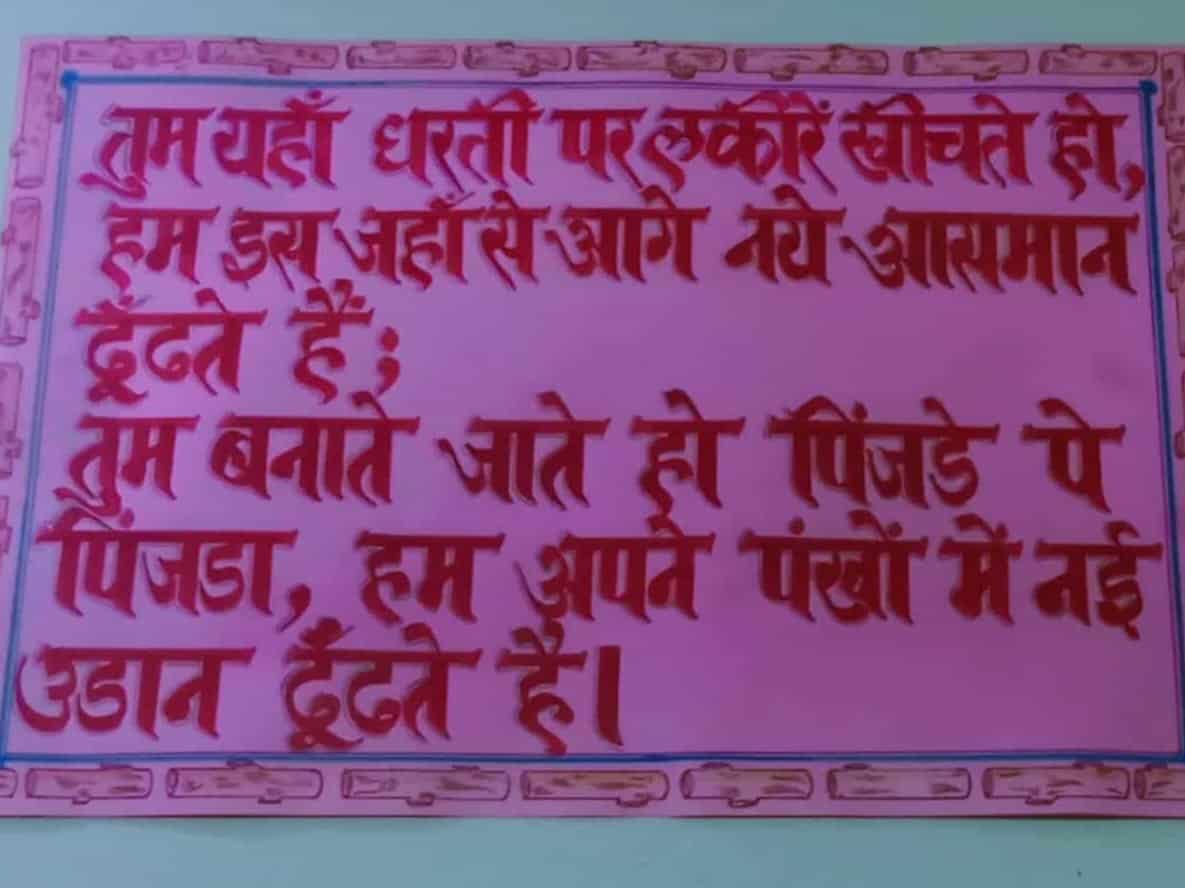 तुम यहाँ धरती पर लकीरें खींचते हो,
हम इस जहाँ से आगे नये आसमान
ढूँढते हैं;
तुम बनाते जाते हो पिंजडे पे
पिंजडा, हम अपने पंखों में नई
उडान ढूँढते है।